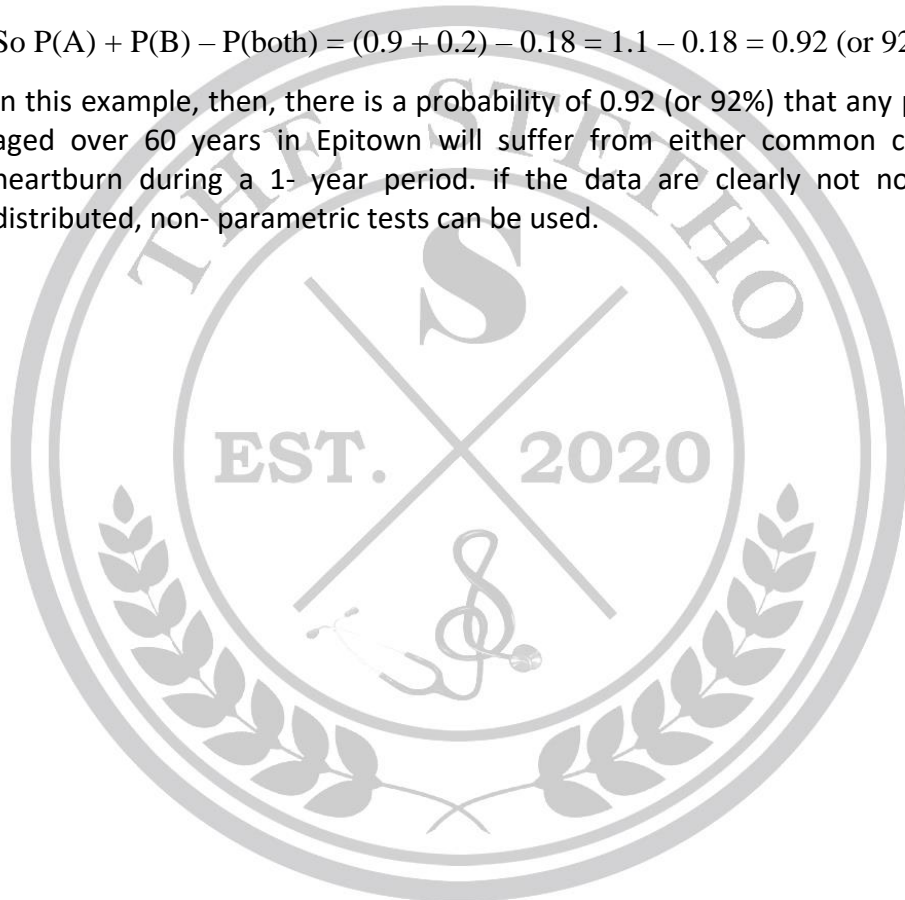 So P(A) + P(B) – P(both) = (0.9 + 0.2) – 0.18 = 1.1 – 0.18 = 0.92 (or 92
n this example, then, there is a probability of 0.92 (or 92%) that any p
aged over 60 years in Epitown will suffer from either common c
heartburn during a 1- year period. if the data are clearly not no
distributed, non- parametric tests can be used.
THE STETHO
S
EST. 2020